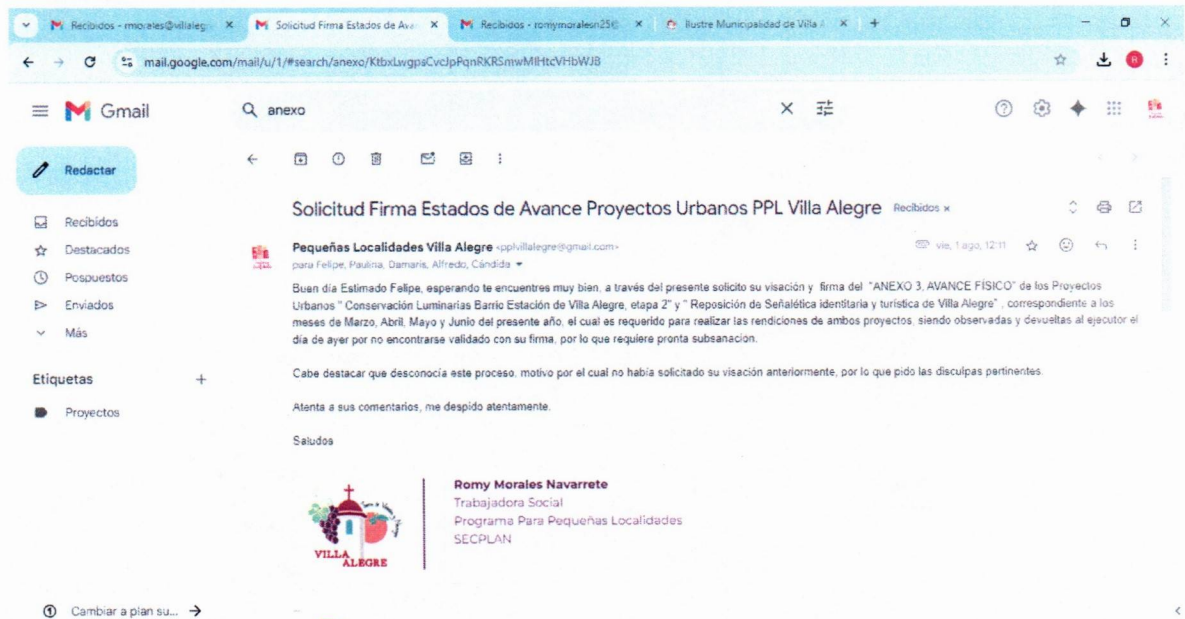 Recibidos - rmorales@villalegr
Solicitud Firma Estados de Ava
Recibidos - romymoralesn25@
Ilustre Municipalidad de Villa A
mail.google.com/mail/u/1/#search/anexo/
Gmail
anexo
Redactar
Recibidos
Destacados
Pospuestos
Enviados
Más
Etiquetas
Proyectos
Solicitud Firma Estados de Avance Proyectos Urbanos PPL Villa Alegre Recibidos x
Pequeñas Localidades Villa Alegre <pplvillalegre@gmail.com>
vie, 1 ago, 12:11
para Felipe, Paulina, Damaris, Alfredo, Cándida
Buen día Estimado Felipe, esperando te encuentres muy bien, a través del presente solicito su visación y firma del "ANEXO 3, AVANCE FÍSICO" de los Proyectos
Urbanos " Conservación Luminarias Barrio Estación de Villa Alegre, etapa 2" y " Reposición de Señalética identitaria y turística de Villa Alegre" , correspondiente a los
meses de Marzo, Abril, Mayo y Junio del presente año, el cual es requerido para realizar las rendiciones de ambos proyectos, siendo observadas y devueltas al ejecutor el
día de ayer por no encontrarse validado con su firma, por lo que requiere pronta subsanación.
Cabe destacar que desconocía este proceso, motivo por el cual no había solicitado su visación anteriormente, por lo que pido las disculpas pertinentes.
Atenta a sus comentarios, me despido atentamente.
Saludos
VILLA
ALEGRE
Romy Morales Navarrete
Trabajadora Social
Programa Para Pequeñas Localidades
SECPLAN
Cambiar a plan su...